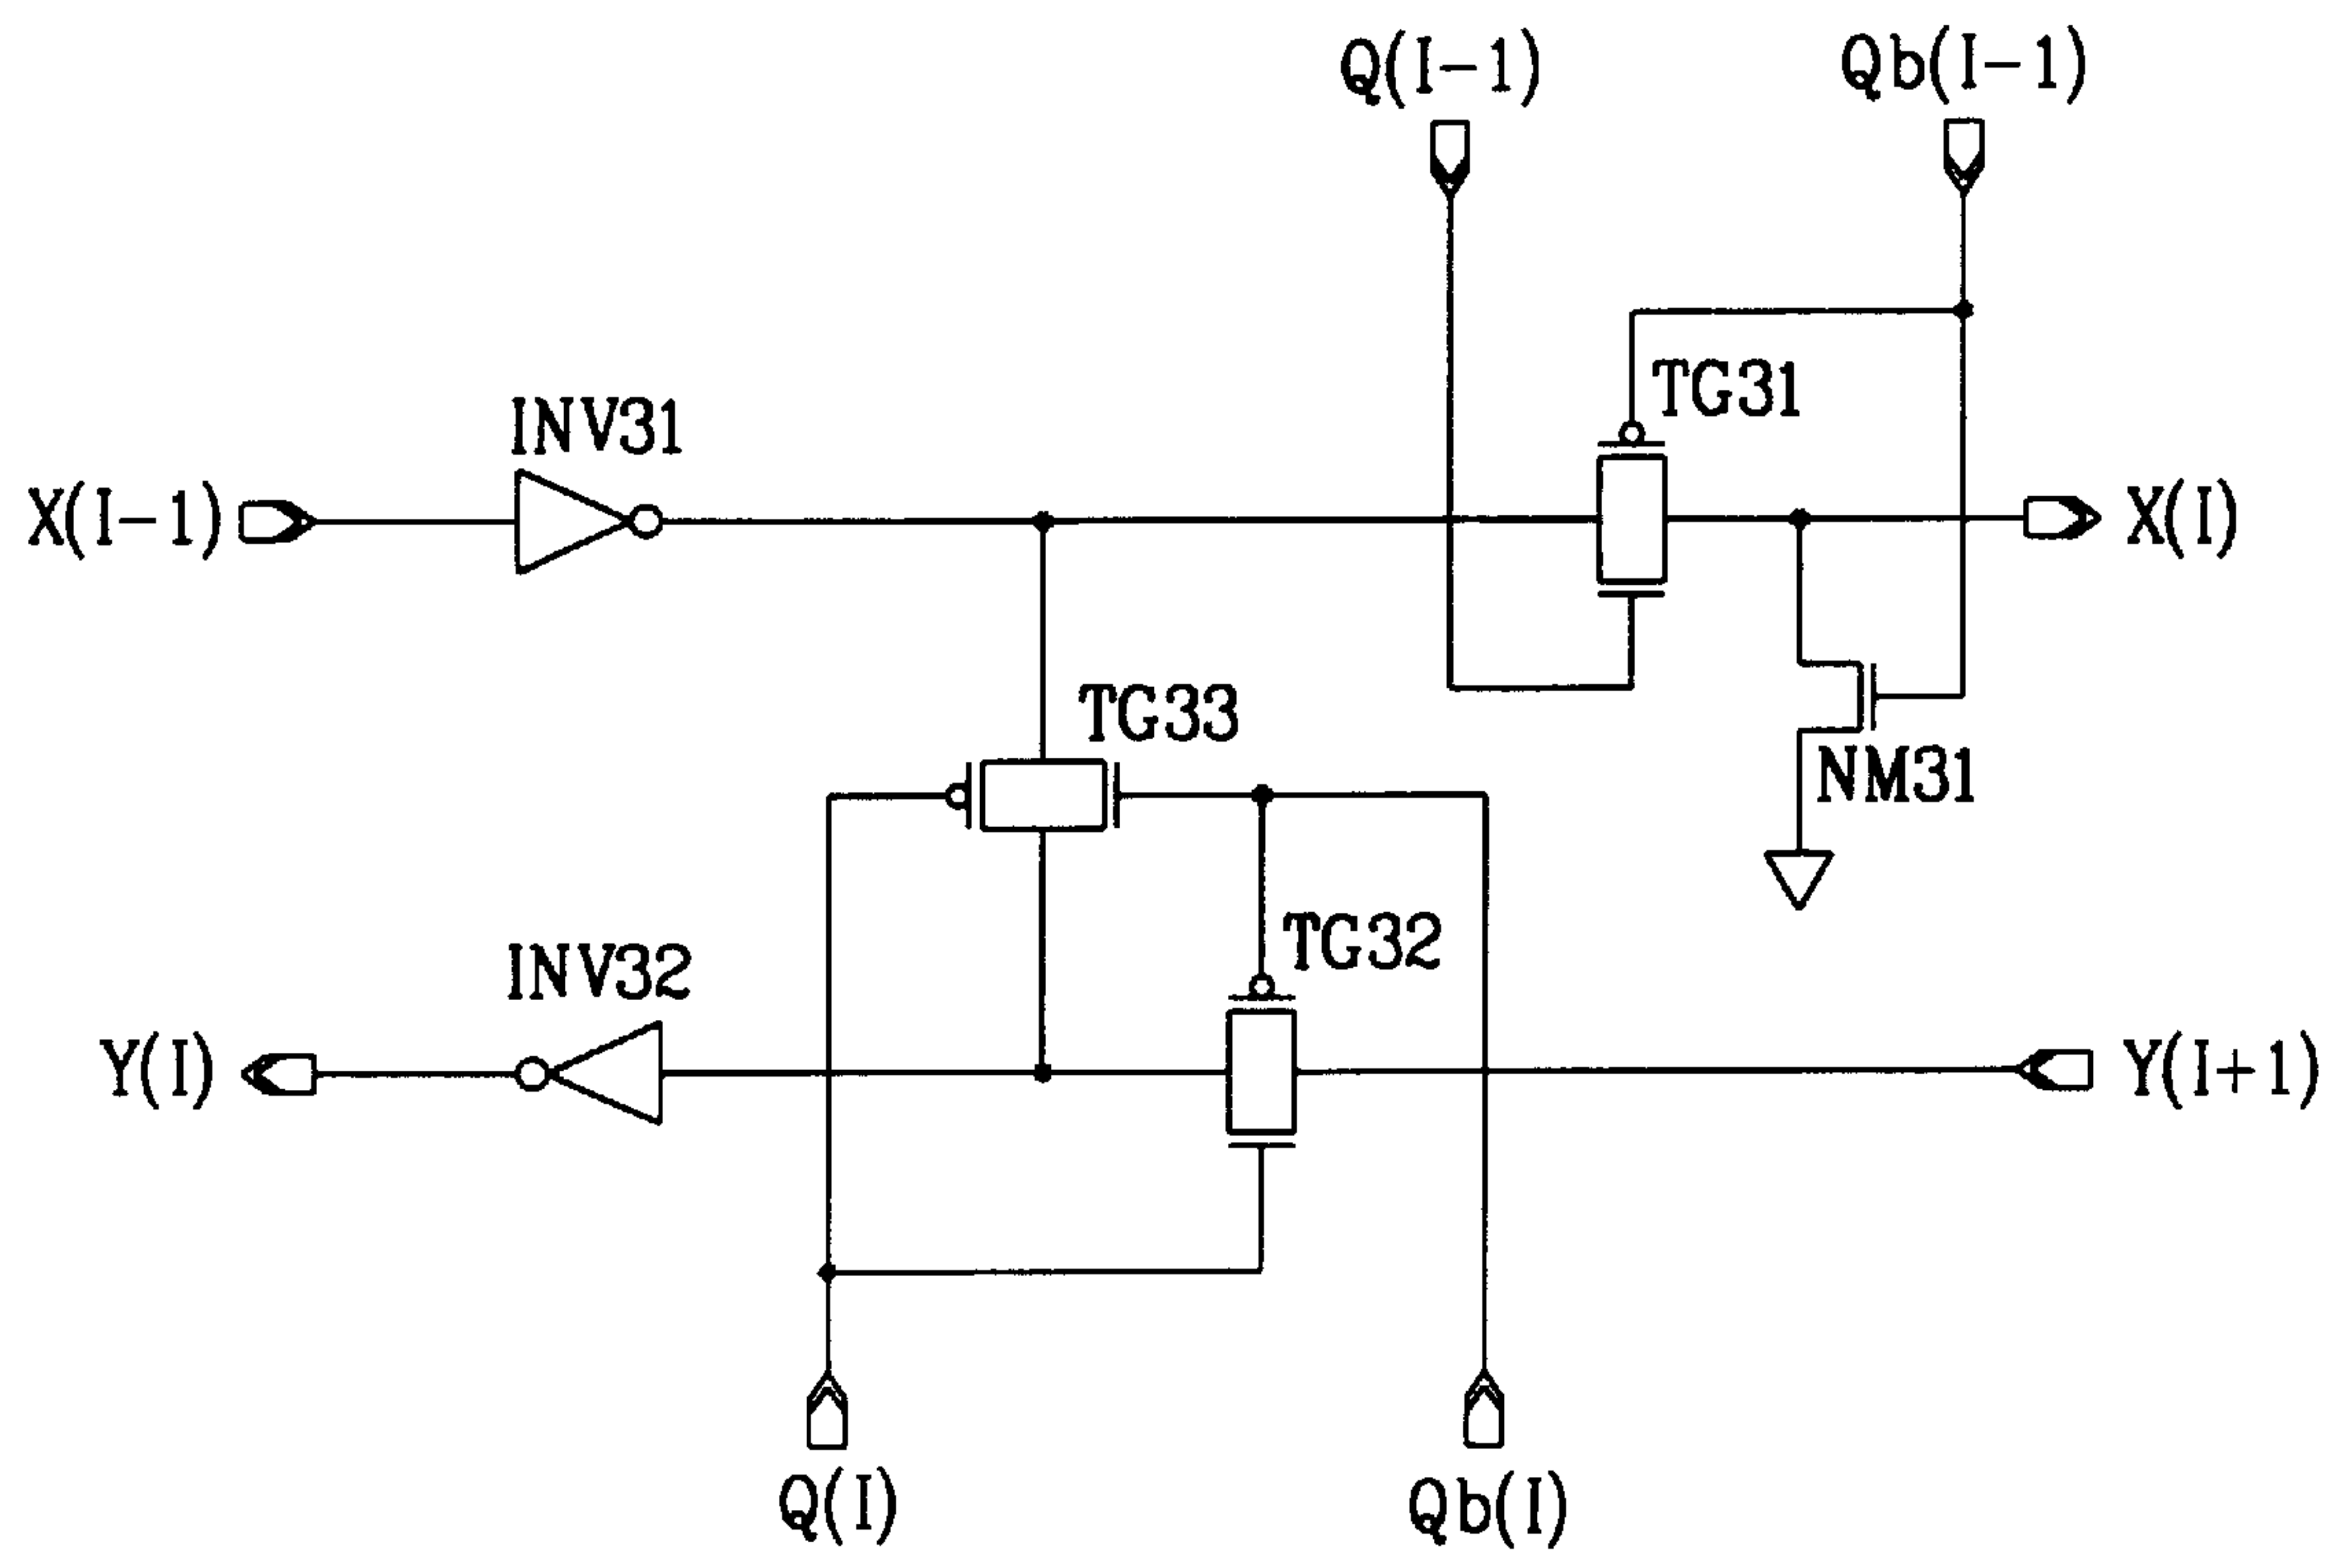 Q(I-1)
Qb(I-1)
TG31
INV31
X(I-1)
X(I)
TG33
NM31
TG32
INV32
Y(I)
Y(I+1)
Q(I)
Qb(I)